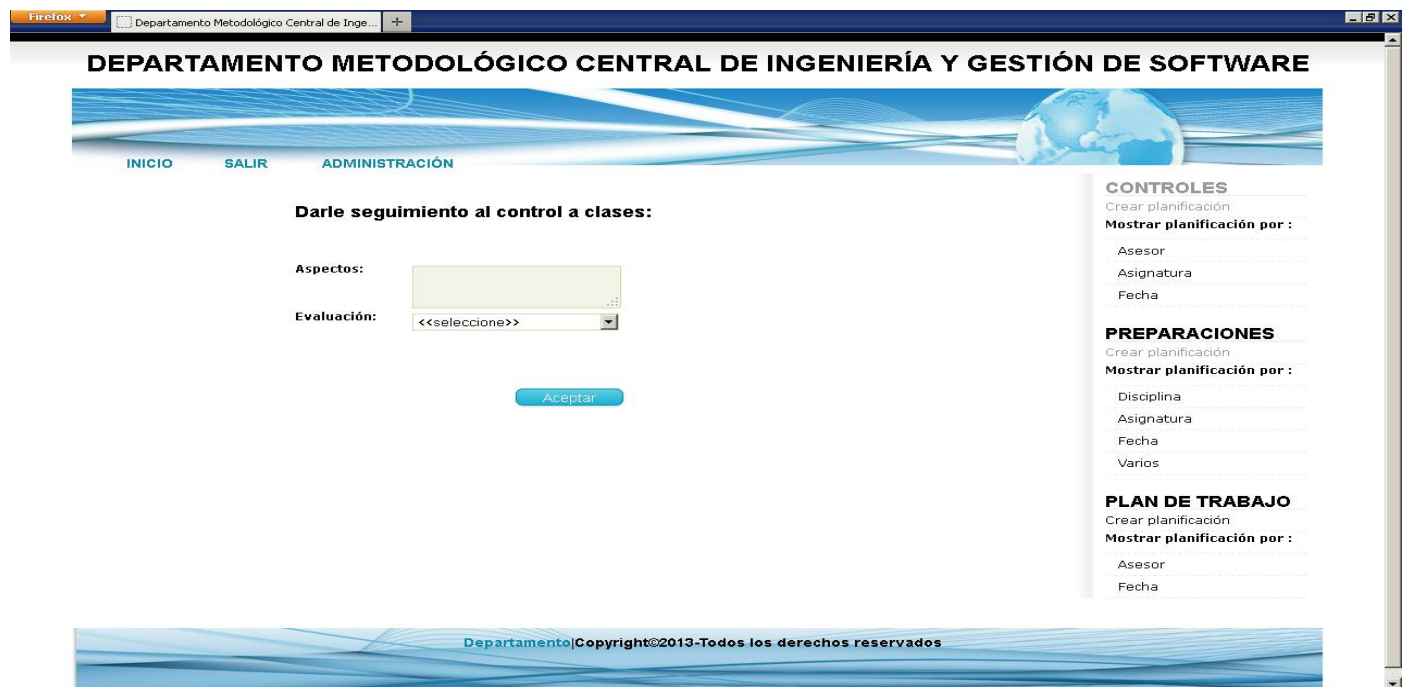 Firefox
Departamento Metodológico Central de Inge...
+
DEPARTAMENTO METODOLÓGICO CENTRAL DE INGENIERÍA Y GESTIÓN DE SOFTWARE
INICIO SALIR ADMINISTRACIÓN
Darle seguimiento al control a clases:
Aspectos:
Evaluación: <<seleccione>>
Aceptar
CONTROLES
Crear planificación
Mostrar planificación por :
Asesor
Asignatura
Fecha
PREPARACIONES
Crear planificación
Mostrar planificación por :
Disciplina
Asignatura
Fecha
Varios
PLAN DE TRABAJO
Crear planificación
Mostrar planificación por :
Asesor
Fecha
Departamento|Copyright©2013-Todos los derechos reservados